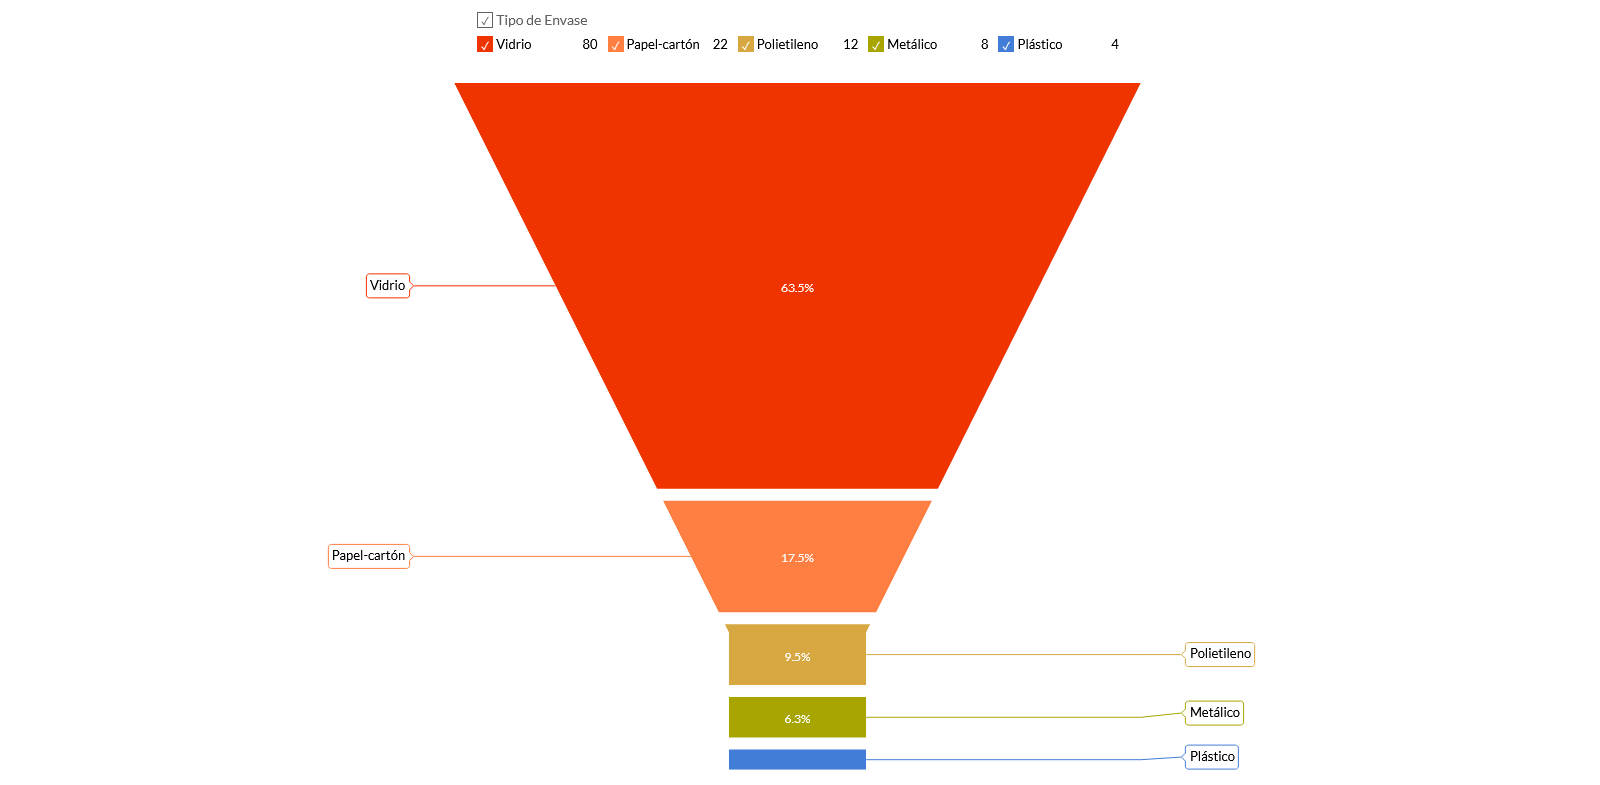 Tipo de Envase
Vidrio 80 Papel-cartón 22 Polietileno 12 Metálico 8 Plástico 4
Vidrio
63.5%
Papel-cartón
17.5%
Polietileno
9.5%
Metálico
6.3%
Plástico